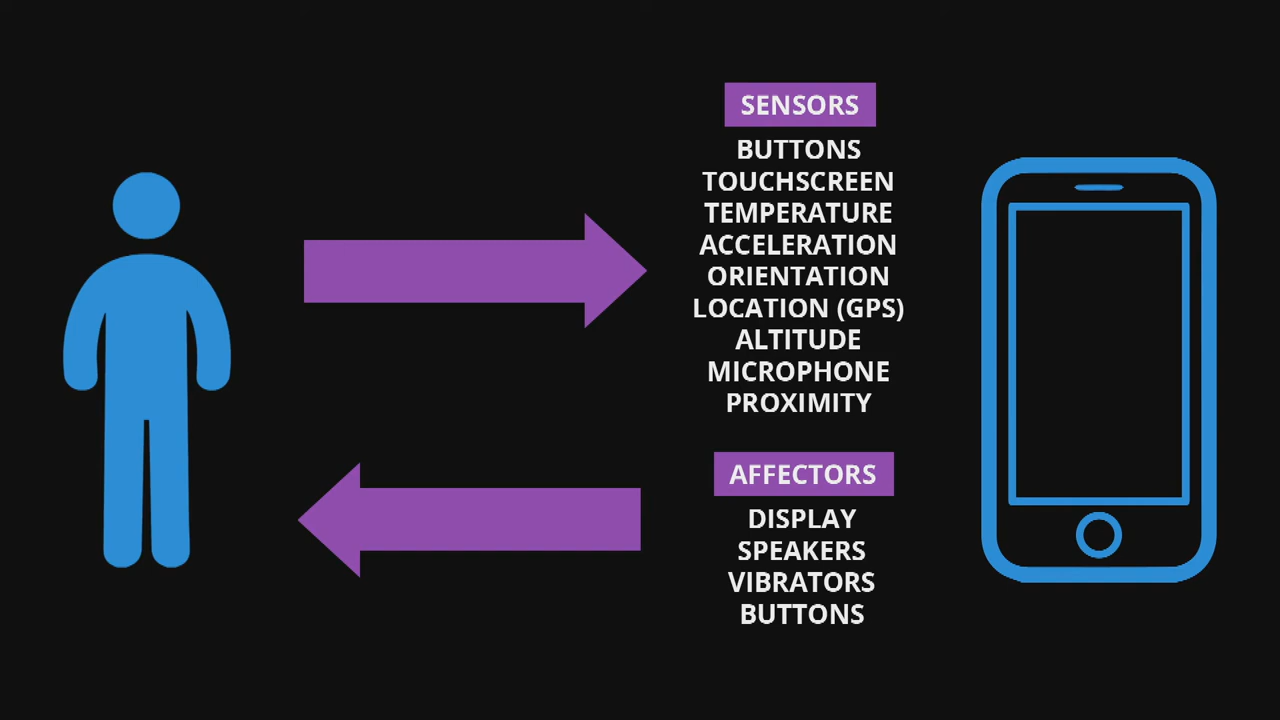 SENSORS
BUTTONS
TOUCHSCREEN
TEMPERATURE
ACCELERATION
ORIENTATION
LOCATION (GPS)
ALTITUDE
MICROPHONE
PROXIMITY
AFFECTORS
DISPLAY
SPEAKERS
VIBRATORS
BUTTONS